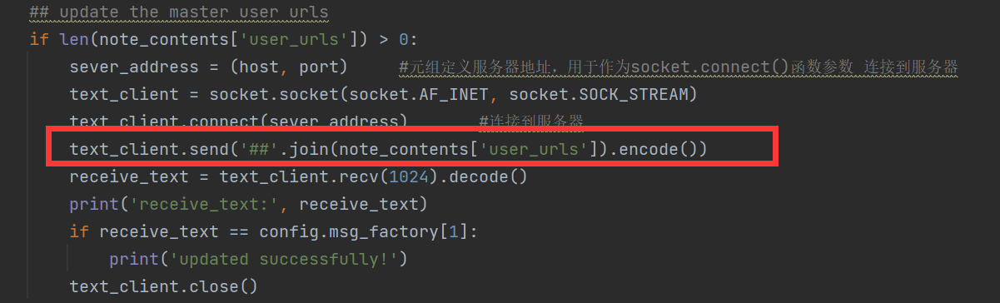 ## update the master user urls
if len(note_contents['user_urls']) > 0:
sever_address = (host, port) #元组定义服务器地址，用于作为socket.connect()函数参数 连接到服务器
text_client = socket.socket(socket.AF_INET, socket.SOCK_STREAM)
text_client.connect(sever_address) #连接到服务器
text_client.send('##'.join(note_contents['user_urls']).encode())
receive_text = text_client.recv(1024).decode()
print('receive_text:', receive_text)
if receive_text == config.msg_factory[1]:
print('updated successfully!')
text_client.close()